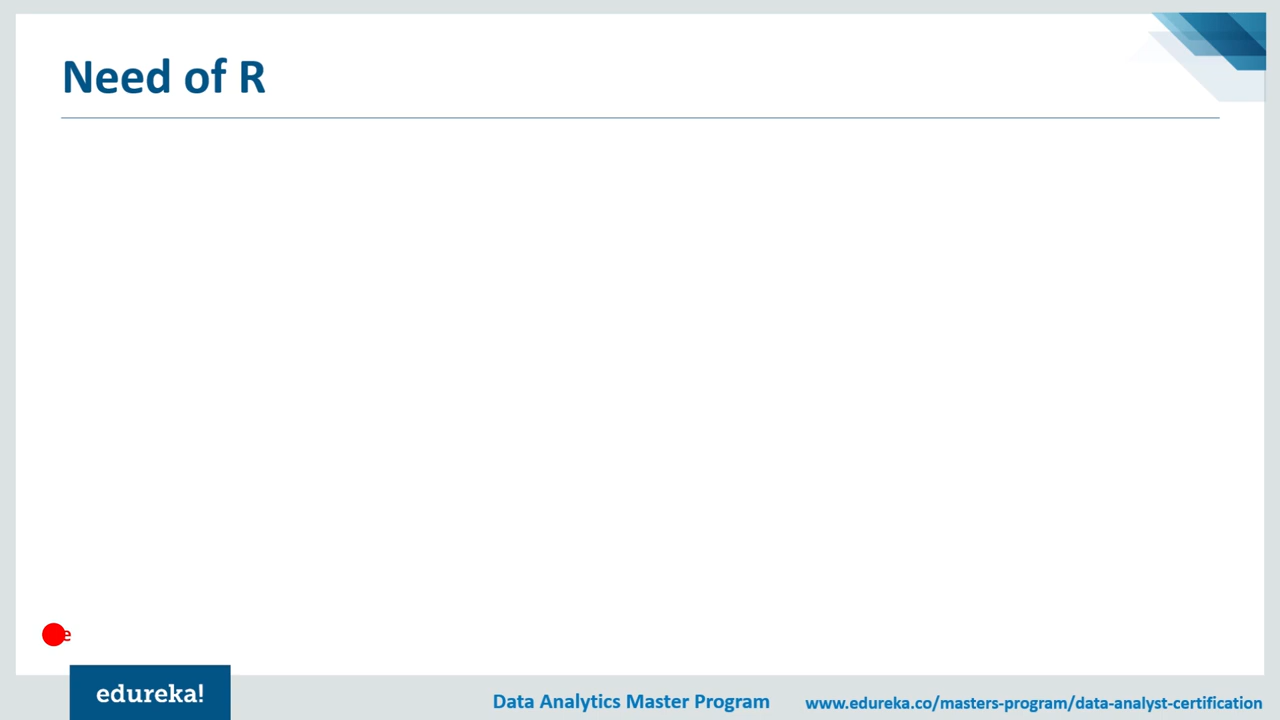 Need of R
e
edureka!
Data Analytics Master Program
www.edureka.co/masters-program/data-analyst-certification